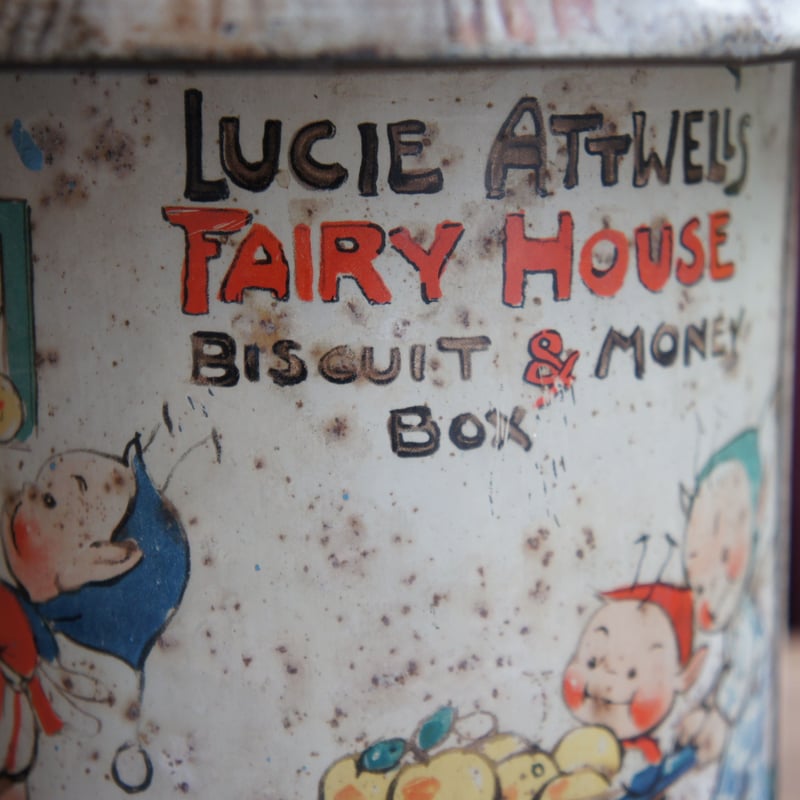 LUCIE ATTWELLS
FAIRY HOUSE
BISCUIT & MONEY
BOX